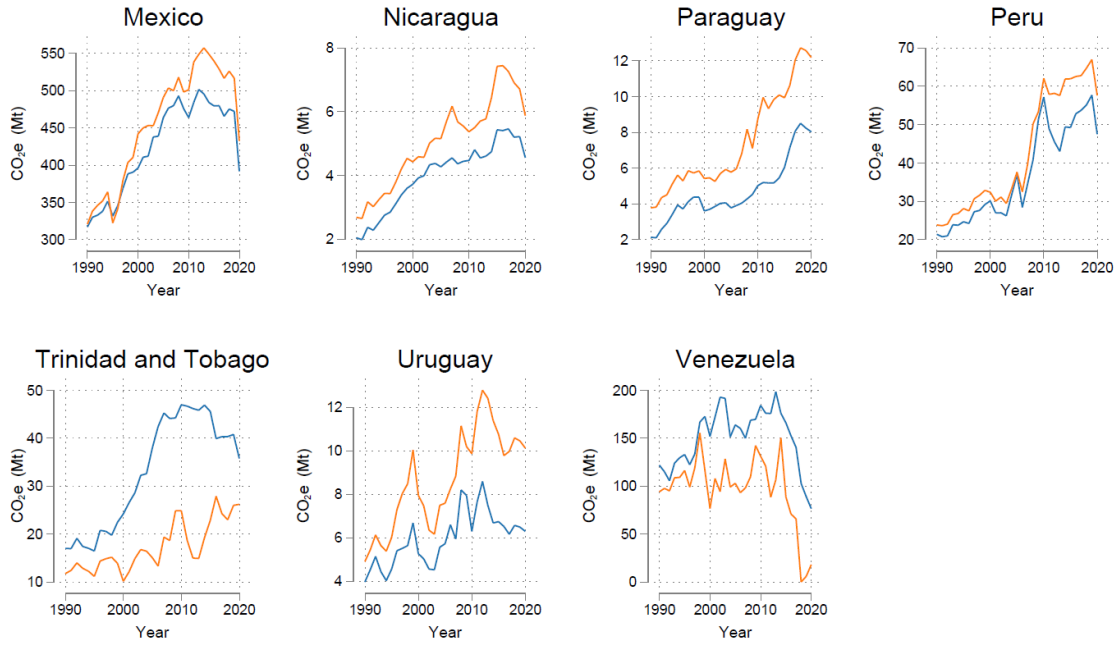 Mexico
CO₂e (Mt)
550
500
450
400
350
300
1990 2000 2010 2020
Year
Nicaragua
CO₂e (Mt)
8
6
4
2
1990 2000 2010 2020
Year
Paraguay
CO₂e (Mt)
12
10
8
6
4
2
1990 2000 2010 2020
Year
Peru
CO₂e (Mt)
70
60
50
40
30
20
1990 2000 2010 2020
Year
Trinidad and Tobago
CO₂e (Mt)
50
40
30
20
10
1990 2000 2010 2020
Year
Uruguay
CO₂e (Mt)
12
10
8
6
4
1990 2000 2010 2020
Year
Venezuela
CO₂e (Mt)
200
150
100
50
0
1990 2000 2010 2020
Year